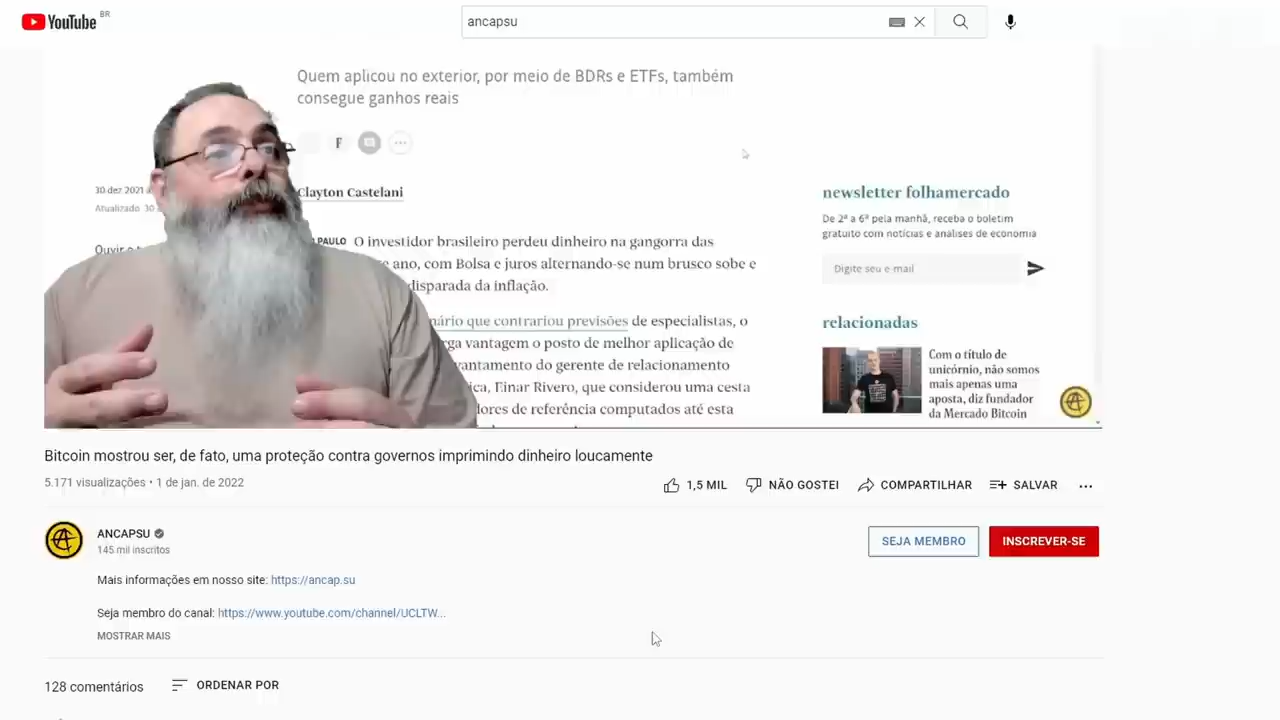 YouTube BR
ancapsu
Quem aplicou no exterior, por meio de BDRs e ETFs, também
consegue ganhos reais
30 dez 2021
Atualizado 30
Clayton Castelani
Ouvir o
PAULO O investidor brasileiro perdeu dinheiro na gangorra das
ano, com Bolsa e juros alternando-se num brusco sobe e
disparada da inflação.
que contrariou previsões de especialistas, o
vantagem o posto de melhor aplicação de
do gerente de relacionamento
Einar Rivero, que considerou uma cesta
de referência computados até esta
newsletter folhamercado
De 2ª a 6ª pela manhã, receba o boletim
gratuito com notícias e análises de economia
Digite seu e-mail
relacionadas
Com o título de
unicórnio, não somos
mais apenas uma
aposta, diz fundador
da Mercado Bitcoin
Bitcoin mostrou ser, de fato, uma proteção contra governos imprimindo dinheiro loucamente
5.171 visualizações • 1 de jan. de 2022
1,5 MIL NÃO GOSTEI COMPARTILHAR SALVAR ...
ANCAPSU
145 mil inscritos
SEJA MEMBRO INSCREVER-SE
Mais informações em nosso site: https://ancap.su
Seja membro do canal: https://www.youtube.com/channel/UCLTW...
MOSTRAR MAIS
128 comentários ORDENAR POR